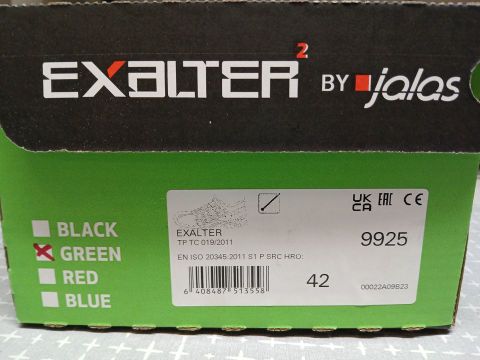 EXALTER²
BY jalas
BLACK
GREEN
RED
BLUE
EXALTER
TP TC 019/2011
EN ISO 20345:2011 S1 P SRC HRO:
6 408487 513558
42
UK CA EAC CE
9925
00022A09B23